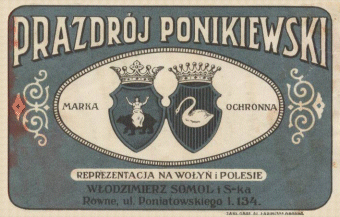 PRAZDRÓJ PONIKIEWSKI
MARKA OCHRONNA
REPREZENTACJA NA WOŁYŃ i POLESIE
WŁODZIMIERZ SOMOL i S-ka
Równe, ul. Poniatowskiego l. 134.